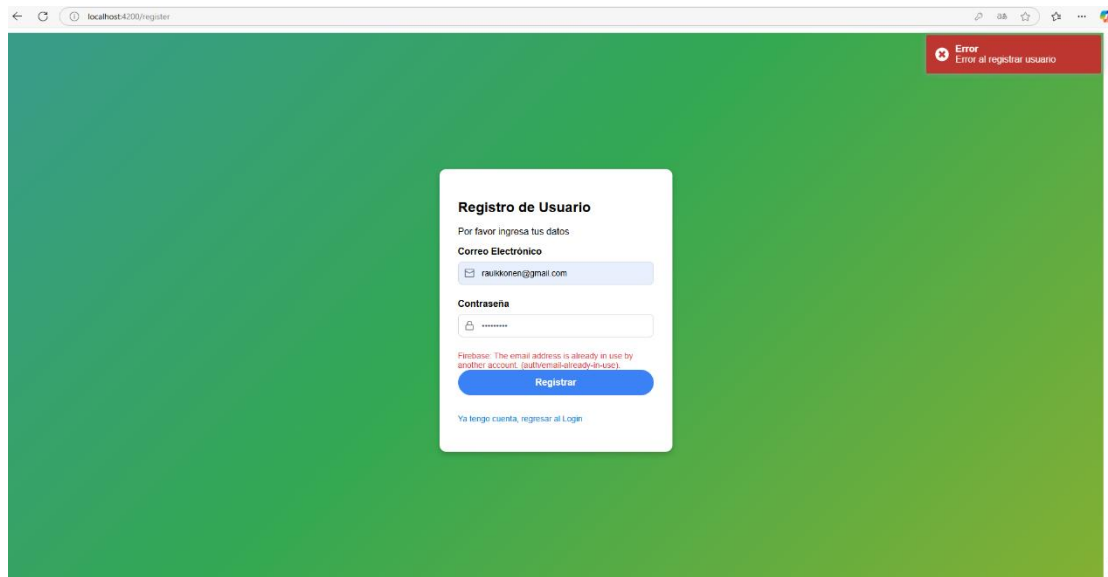 localhost:4200/register
Error
Error al registrar usuario
Registro de Usuario
Por favor ingresa tus datos
Correo Electrónico
raulkkonen@gmail.com
Contraseña
Firebase: The email address is already in use by
another account. (auth/email-already-in-use).
Registrar
Ya tengo cuenta, regresar al Login